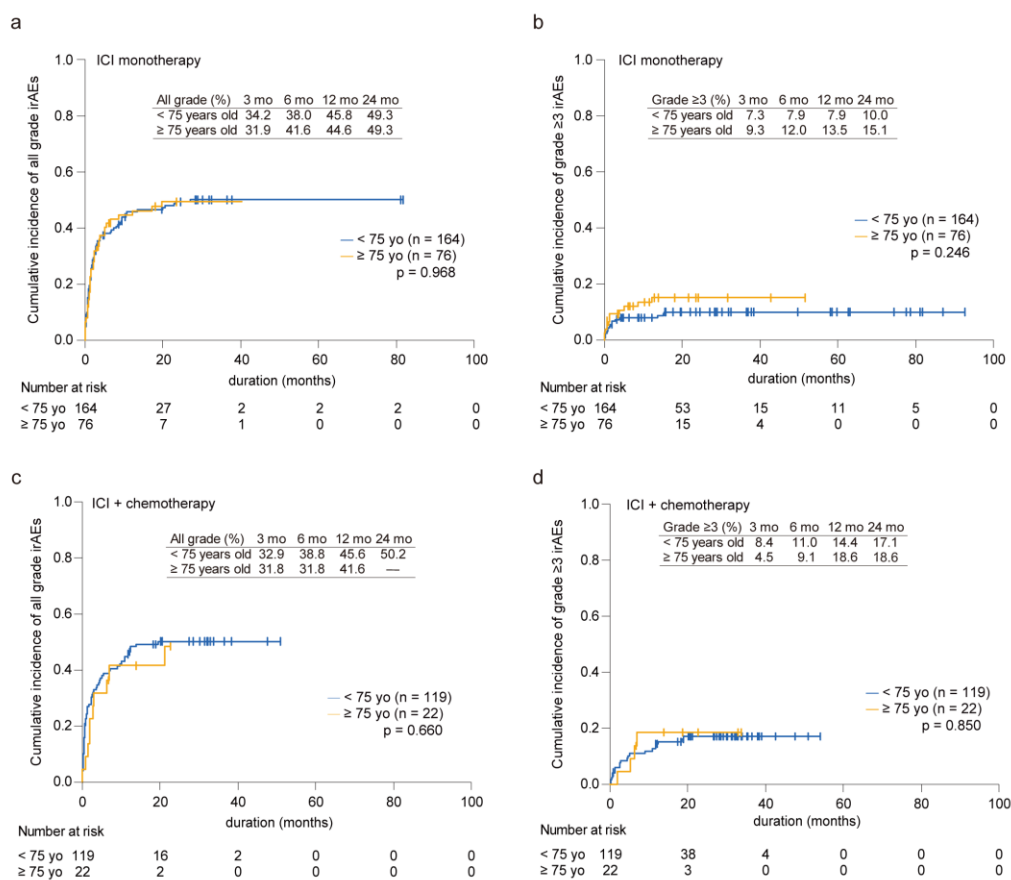 a
ICI monotherapy
Cumulative incidence of all grade irAEs
1.0
0.8
0.6
0.4
0.2
0.0
All grade (%) 3 mo 6 mo 12 mo 24 mo
< 75 years old 34.2 38.0 45.8 49.3
≥ 75 years old 31.9 41.6 44.6 49.3
< 75 yo (n = 164)
≥ 75 yo (n = 76)
p = 0.968
0 20 40 60 80 100
duration (months)
Number at risk
< 75 yo 164 27 2 2 2 0
≥ 75 yo 76 7 1 0 0 0
b
ICI monotherapy
Cumulative incidence of grade ≥3 irAEs
1.0
0.8
0.6
0.4
0.2
0.0
Grade ≥3 (%) 3 mo 6 mo 12 mo 24 mo
< 75 years old 7.3 7.9 7.9 10.0
≥ 75 years old 9.3 12.0 13.5 15.1
< 75 yo (n = 164)
≥ 75 yo (n = 76)
p = 0.246
0 20 40 60 80 100
duration (months)
Number at risk
< 75 yo 164 53 15 11 5 0
≥ 75 yo 76 15 4 0 0 0
c
ICI + chemotherapy
Cumulative incidence of all grade irAEs
1.0
0.8
0.6
0.4
0.2
0.0
All grade (%) 3 mo 6 mo 12 mo 24 mo
< 75 years old 32.9 38.8 45.6 50.2
≥ 75 years old 31.8 31.8 41.6 —
< 75 yo (n = 119)
≥ 75 yo (n = 22)
p = 0.660
0 20 40 60 80 100
duration (months)
Number at risk
< 75 yo 119 16 2 0 0 0
≥ 75 yo 22 2 0 0 0 0
d
ICI + chemotherapy
Cumulative incidence of grade ≥3 irAEs
1.0
0.8
0.6
0.4
0.2
0.0
Grade ≥3 (%) 3 mo 6 mo 12 mo 24 mo
< 75 years old 8.4 11.0 14.4 17.1
≥ 75 years old 4.5 9.1 18.6 18.6
< 75 yo (n = 119)
≥ 75 yo (n = 22)
p = 0.850
0 20 40 60 80 100
duration (months)
Number at risk
< 75 yo 119 38 4 0 0 0
≥ 75 yo 22 3 0 0 0 0